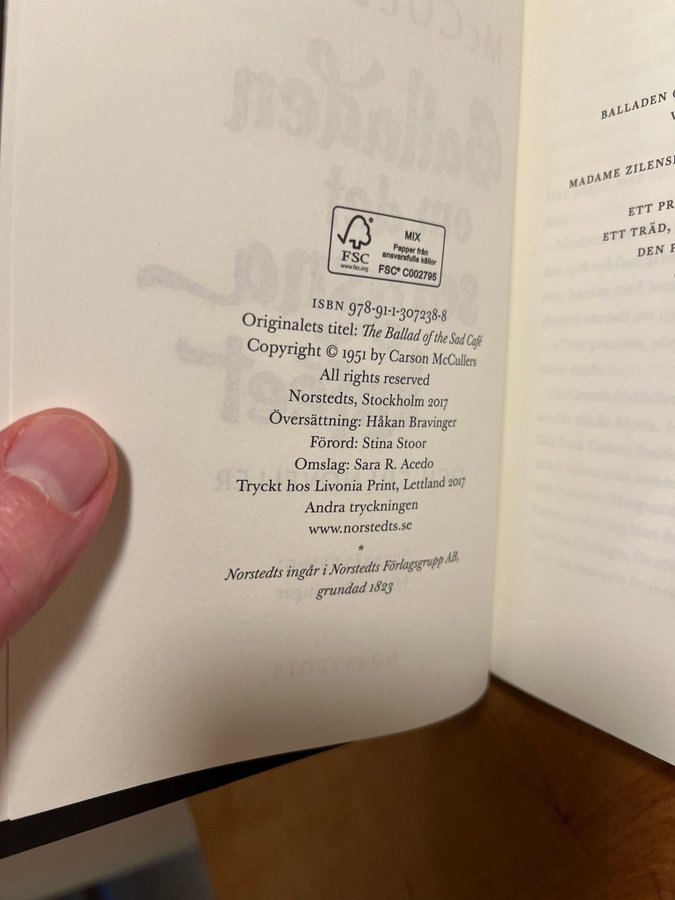 FSC®
www.fsc.org
MIX
Papper från
ansvarsfulla källor
FSC® C002795
ISBN 978-91-1-307238-8
Originalets titel: The Ballad of the Sad Café
Copyright © 1951 by Carson McCullers
All rights reserved
Norstedts, Stockholm 2017
Översättning: Håkan Bravinger
Förord: Stina Stoor
Omslag: Sara R. Acedo
Tryckt hos Livonia Print, Lettland 2017
Andra tryckningen
www.norstedts.se
*
Norstedts ingår i Norstedts Förlagsgrupp AB,
grundad 1823
BALLADEN
MADAME
ETT
ETT TRÄD,
DEN